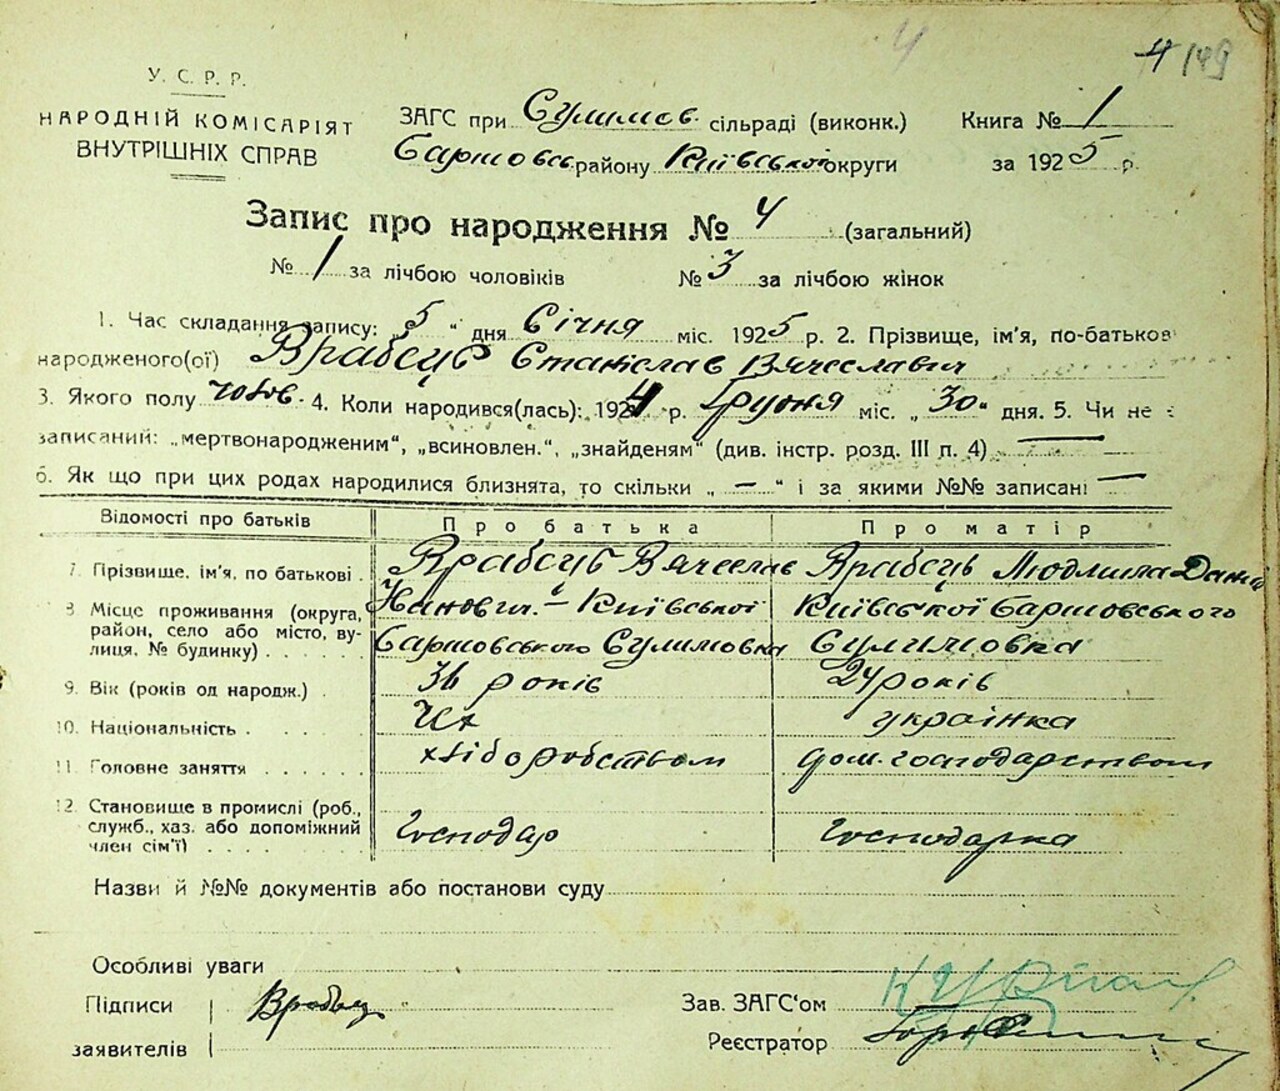 4
4 149
У. С. Р. Р.
НАРОДНІЙ КОМІСАРІЯТ
ВНУТРІШНІХ СПРАВ
ЗАГС при Сулимов. сільраді (виконк.)
Баришовськ району Київської округи
Книга № 1
за 1925 р.
Запис про народження № 4 (загальний)
№ 1 за лічбою чоловіків № 3 за лічбою жінок
1. Час складання запису: „5“ дня Січня міс. 1925 р. 2. Прізвище, ім'я, по-батькові
народженого(ої) Врабець Станіслав Вячеславич
3. Якого полу чолов. 4. Коли народився(лась): 1924 р. Грудня міс. „30“ дня. 5. Чи не є
записаний: „мертвонародженим“, „всиновлен.“, „знайденям“ (див. інстр. розд. III п. 4) —
6. Як що при цих родах народилися близнята, то скільки „ — “ і за якими №№ записані —
Відомості про батьків Про батька Про матір
7. Прізвище, ім'я, по батькові . Врабець Вячеслав Врабець Людмила
8. Місце проживання (округа, район, село або місто, вулиця, № будинку) . . . . .
Київської Київської Баришовського
Баришовського Сулимовка Сулимовка
9. Вік (років од народж.) . 36 років 24 років
10. Національність . . . . Чех українка
11. Головне заняття . . . . . . хліборобством дом. господарством
12. Становище в промислі (роб., служб., хаз. або допоміжний член сім'ї) . . . .
Господар Господарка
Назви й №№ документів або постанови суду
Особливі уваги
Підписи заявителів Врабец
Зав. ЗАГС'ом
Реєстратор